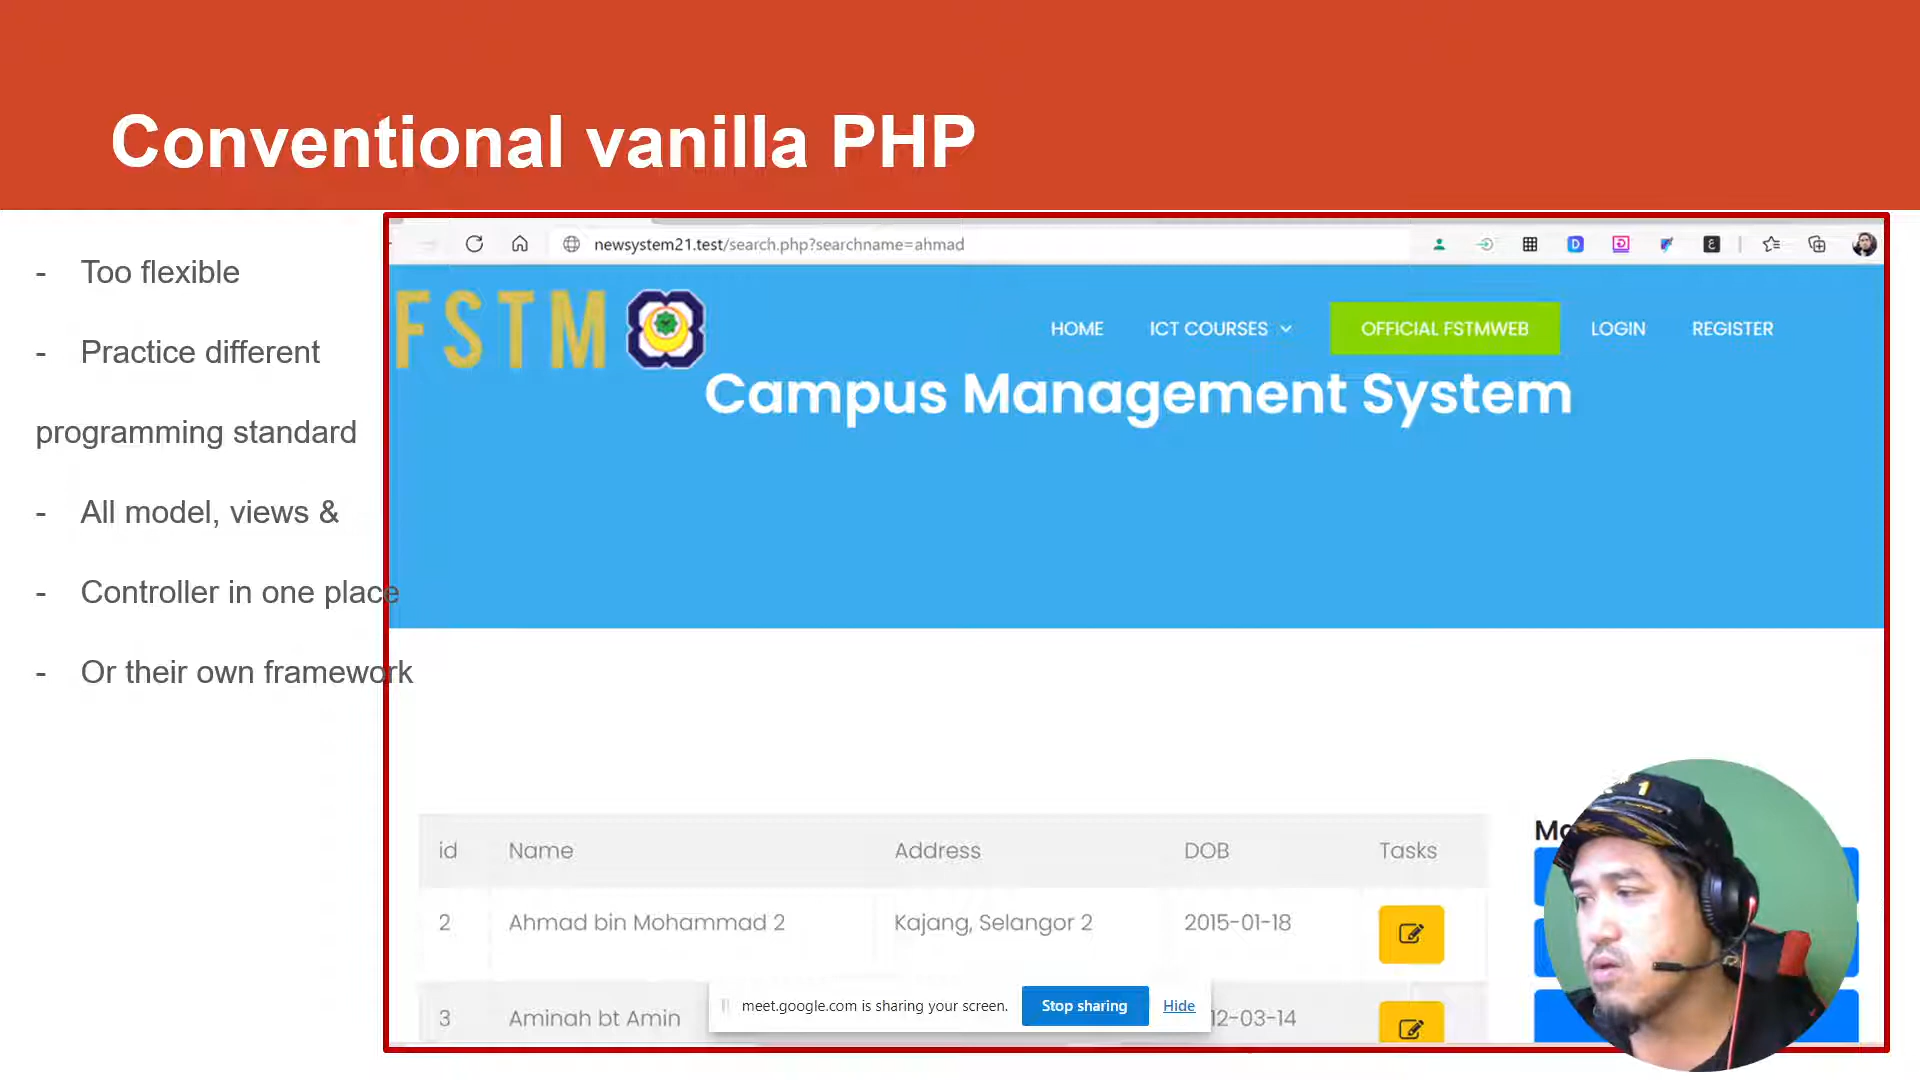 Conventional vanilla PHP
- Too flexible
- Practice different
programming standard
- All model, views &
- Controller in one place
- Or their own framework
newsystem21.test/search.php?searchname=ahmad
FSTM
HOME ICT COURSES OFFICIAL FSTMWEB LOGIN REGISTER
Campus Management System
id Name Address DOB Tasks
2 Ahmad bin Mohammad 2 Kajang, Selangor 2 2015-01-18
3 Aminah bt Amin 12-03-14
meet.google.com is sharing your screen. Stop sharing Hide
1